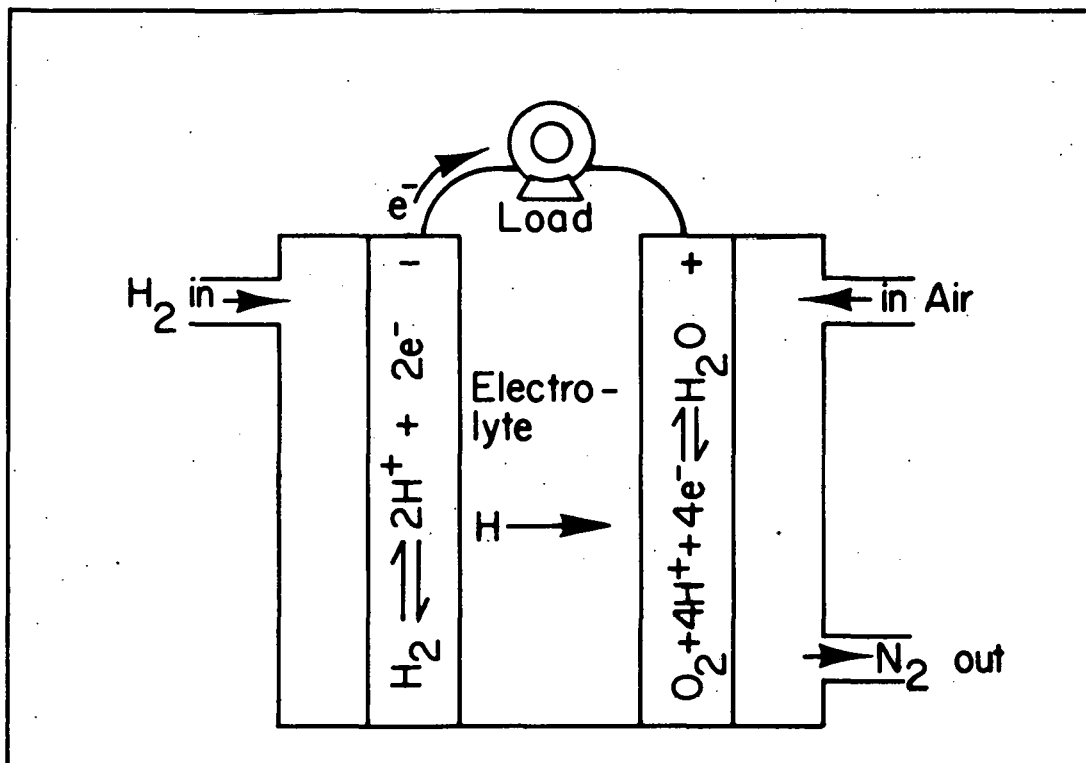 e⁻
Load
H₂ in
in Air
-
+
H₂ ⇌ 2H⁺ + 2e⁻
Electro-
lyte
H
O₂+4H⁺+4e⁻⇌H₂O
N₂ out